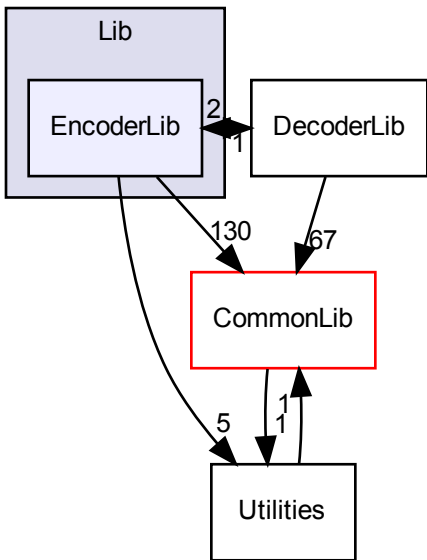 Lib
EncoderLib
2
1
DecoderLib
130
67
CommonLib
1
1
5
Utilities